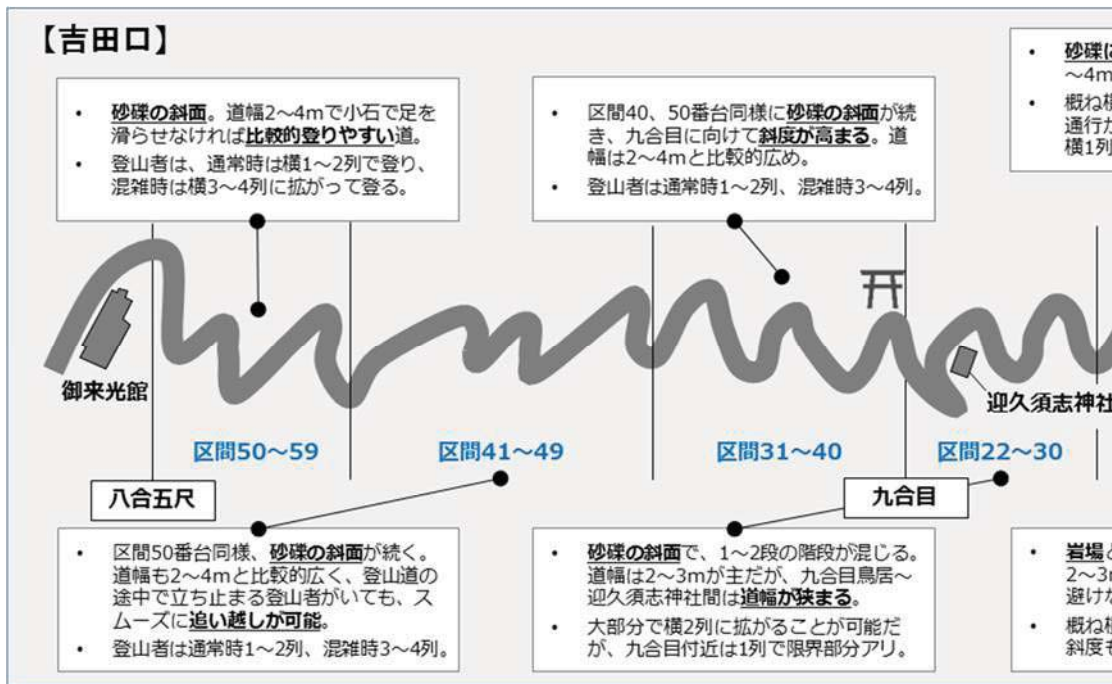 【吉田口】
• 砂礫の斜面。道幅2～4mで小石で足を
滑らせなければ比較的登りやすい道。
• 登山者は、通常時は横1～2列で登り、
混雑時は横3～4列に拡がって登る。
• 区間40、50番台同様に砂礫の斜面が続
き、九合目に向けて斜度が高まる。道
幅は2～4mと比較的広め。
• 登山者は通常時1～2列、混雑時3～4列。
• 砂礫に
～4m
• 概ね横
通行か
横1列
御来光館
迎久須志神社
区間50～59
区間41～49
区間31～40
区間22～30
八合五尺
九合目
• 区間50番台同様、砂礫の斜面が続く。
道幅も2～4mと比較的広く、登山道の
途中で立ち止まる登山者がいても、ス
ムーズに追い越しが可能。
• 登山者は通常時1～2列、混雑時3～4列。
• 砂礫の斜面で、1～2段の階段が混じる。
道幅は2～3mが主だが、九合目鳥居～
迎久須志神社間は道幅が狭まる。
• 大部分で横2列に拡がることが可能だ
が、九合目付近は1列で限界部分アリ。
• 岩場と
2～3m
避けな
• 概ね横
斜度も